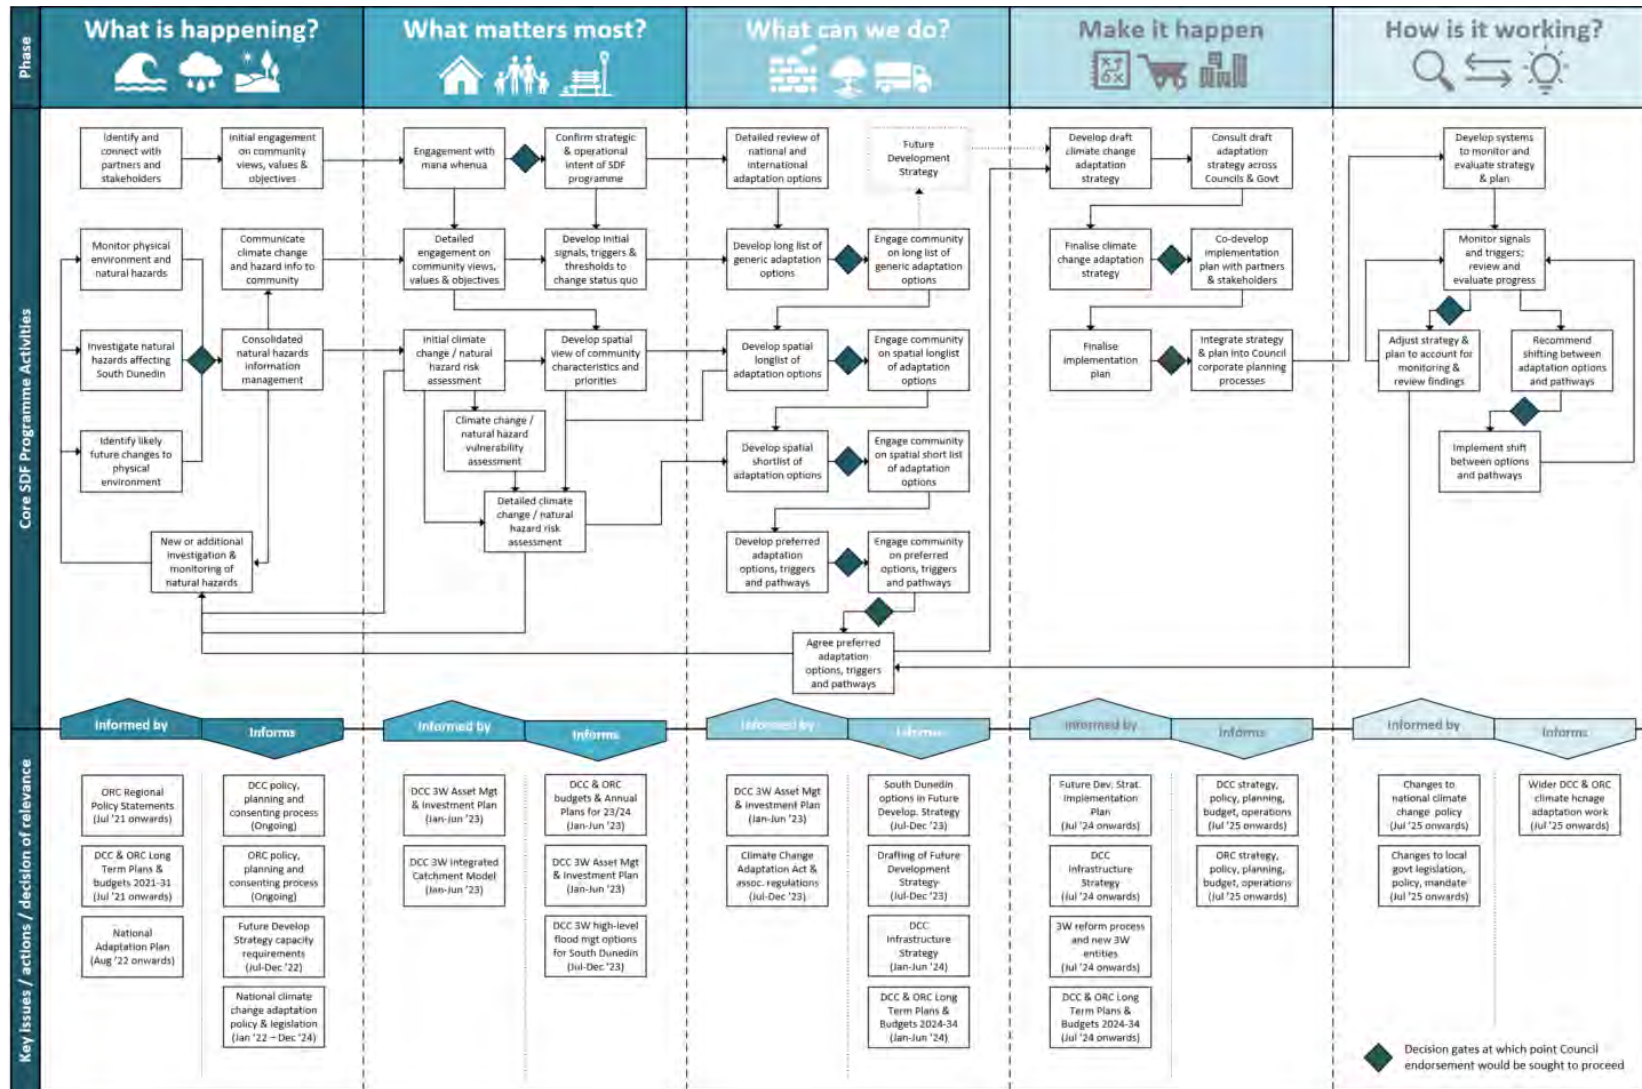 Phase
What is happening?
What matters most?
What can we do?
Make it happen
How is it working?
Core SDF Programme Activities
Identify and
connect with
partners and
stakeholders
Initial engagement
on community
views, values &
objectives
Monitor physical
environment and
natural hazards
Communicate
climate change
and hazard info to
community
Investigate natural
hazards affecting
South Dunedin
Consolidated
natural hazards
information
management
Identify likely
future changes to
physical
environment
New or additional
investigation &
monitoring of
natural hazards
Engagement with
mana whenua
Confirm strategic
& operational
intent of SDF
programme
Detailed
engagement on
community views,
values & objectives
Develop initial
signals, triggers &
thresholds to
change status quo
Initial climate
change / natural
hazard risk
assessment
Develop spatial
view of community
characteristics and
priorities
Climate change /
natural hazard
vulnerability
assessment
Detailed climate
change / natural
hazard risk
assessment
Detailed review of
national and
international
adaptation options
Future
Development
Strategy
Develop long list of
generic adaptation
options
Engage community
on long list of
generic adaptation
options
Develop spatial
longlist of
adaptation options
Engage community
on spatial longlist
of adaptation
options
Develop spatial
shortlist of
adaptation options
Engage community
on spatial short list
of adaptation
options
Develop preferred
adaptation
options, triggers
and pathways
Engage community
on preferred
options, triggers
and pathways
Agree preferred
adaptation
options, triggers
and pathways
Develop draft
climate change
adaptation
strategy
Consult draft
adaptation
strategy across
Councils & Govt
Finalise climate
change adaptation
strategy
Co-develop
implementation
plan with partners
& stakeholders
Finalise
implementation
plan
Integrate strategy
& plan into Council
corporate planning
processes
Develop systems
to monitor and
evaluate strategy
& plan
Monitor signals
and triggers;
review and
evaluate progress
Adjust strategy &
plan to account for
monitoring &
review findings
Recommend
shifting between
adaptation options
and pathways
Implement shift
between options
and pathways
Key issues / actions / decision of relevance
Informed by
Informs
ORC Regional
Policy Statements
(Jul '21 onwards)
DCC & ORC Long
Term Plans &
budgets 2021-31
(Jul '21 onwards)
National
Adaptation Plan
(Aug '22 onwards)
DCC policy,
planning and
consenting process
(Ongoing)
ORC policy,
planning and
consenting process
(Ongoing)
Future Develop
Strategy capacity
requirements
(Jul-Dec '22)
National climate
change adaptation
policy & legislation
(Jan '22 – Dec '24)
Informed by
Informs
DCC 3W Asset Mgt
& Investment Plan
(Jan-Jun '23)
DCC 3W Integrated
Catchment Model
(Jan-Jun '23)
DCC & ORC
budgets & Annual
Plans for 23/24
(Jan-Jun '23)
DCC 3W Asset Mgt
& Investment Plan
(Jan-Jun '23)
DCC 3W high-level
flood mgt options
for South Dunedin
(Jul-Dec '23)
Informed by
Informs
DCC 3W Asset Mgt
& Investment Plan
(Jan-Jun '23)
Climate Change
Adaptation Act &
assoc. regulations
(Jul-Dec '23)
South Dunedin
options in Future
Develop. Strategy
(Jul-Dec '23)
Drafting of Future
Development
Strategy
(Jul-Dec '23)
DCC
Infrastructure
Strategy
(Jan-Jun '24)
DCC & ORC Long
Term Plans &
Budgets 2024-34
(Jan-Jun '24)
Informed by
Informs
Future Dev. Strat.
Implementation
Plan
(Jul '24 onwards)
DCC
Infrastructure
Strategy
(Jul '24 onwards)
3W reform process
and new 3W
entities
(Jul '24 onwards)
DCC & ORC Long
Term Plans &
Budgets 2024-34
(Jul '24 onwards)
DCC strategy,
policy, planning,
budget, operations
(Jul '25 onwards)
ORC strategy,
policy, planning,
budget, operations
(Jul '25 onwards)
Informed by
Informs
Changes to
national climate
change policy
(Jul '25 onwards)
Changes to local
govt legislation,
policy, mandate
(Jul '25 onwards)
Wider DCC & ORC
climate hcnage
adaptation work
(Jul '25 onwards)
Decision gates at which point Council
endorsement would be sought to proceed